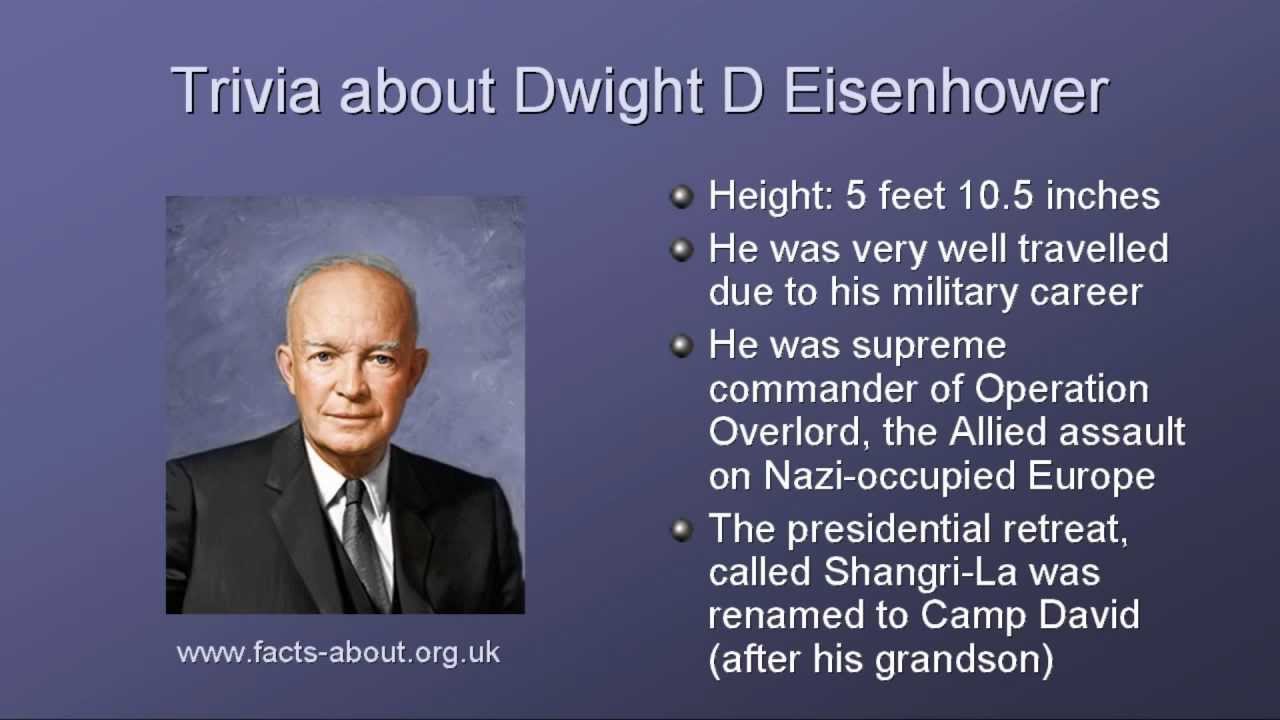 Trivia about Dwight D Eisenhower
Height: 5 feet 10.5 inches
He was very well travelled
due to his military career
He was supreme
commander of Operation
Overlord, the Allied assault
on Nazi-occupied Europe
The presidential retreat,
called Shangri-La was
renamed to Camp David
(after his grandson)
www.facts-about.org.uk